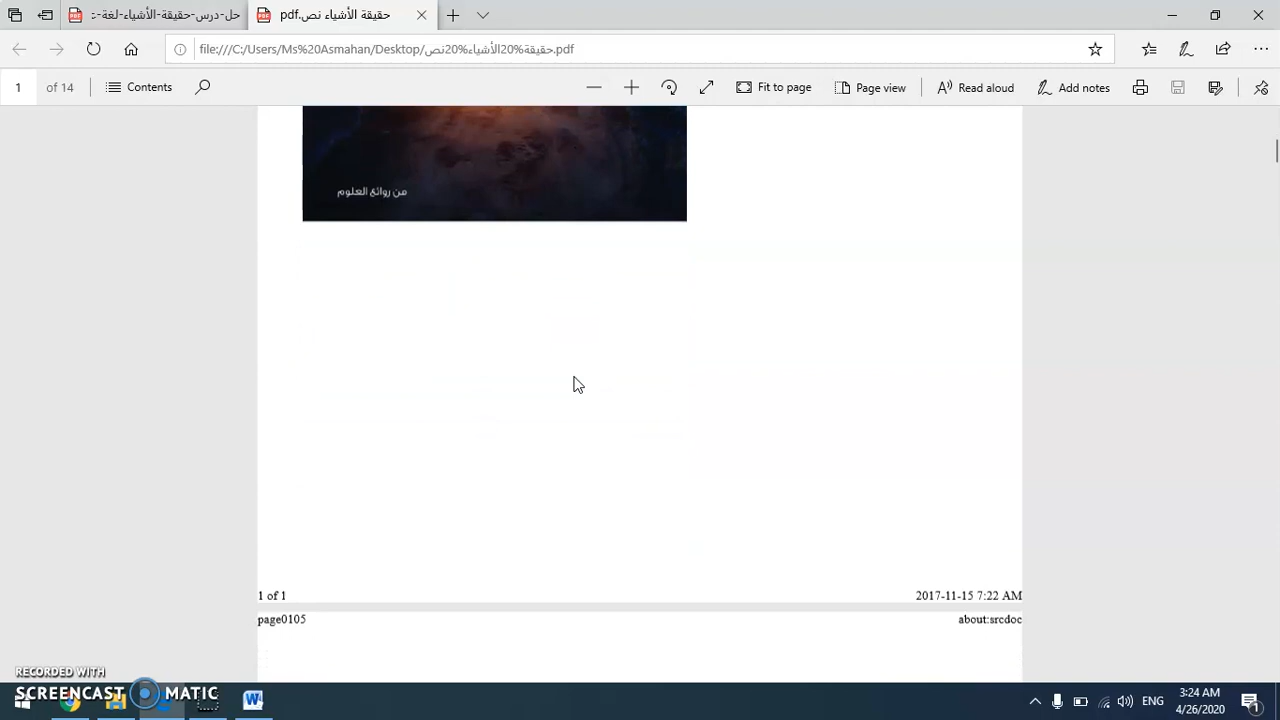 حل-درس-حقيقة-الأشياء-لغة-
حقيقة الأشياء نص.pdf
file:///C:/Users/Ms%20Asmahan/Desktop/حقيقة%20الأشياء%20نص.pdf
1 of 14 Contents Fit to page Page view Read aloud Add notes
من روائع العلوم
1 of 1
2017-11-15 7:22 AM
page0105
about:srcdoc
RECORDED WITH
SCREENCAST MATIC
ENG
3:24 AM
4/26/2020
1